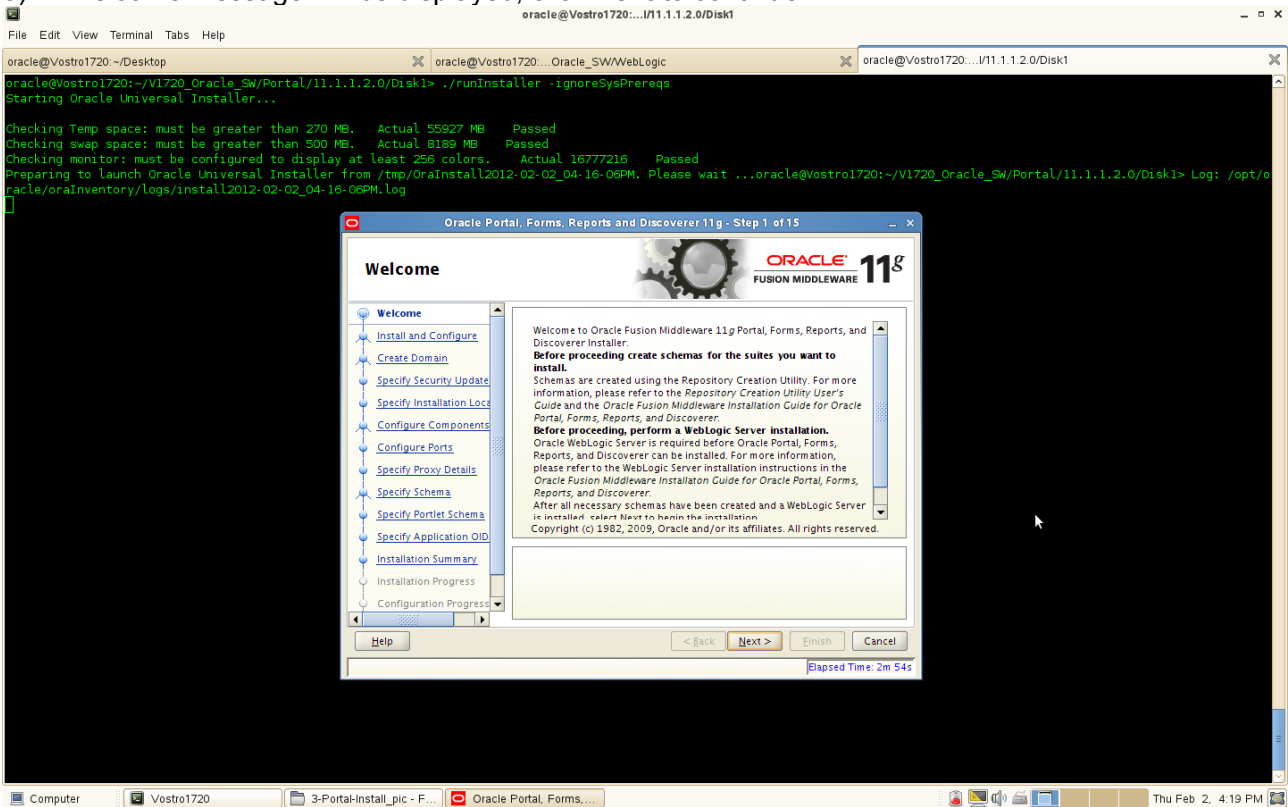 oracle@Vostro1720:...l/11.1.1.2.0/Disk1
File Edit View Terminal Tabs Help
oracle@Vostro1720:~/Desktop
oracle@Vostro1720:...Oracle_SW/WebLogic
oracle@Vostro1720:...l/11.1.1.2.0/Disk1
oracle@Vostro1720:~/V1720_Oracle_SW/Portal/11.1.1.2.0/Disk1> ./runInstaller -ignoreSysPrereqs
Starting Oracle Universal Installer...
Checking Temp space: must be greater than 270 MB.   Actual 55927 MB    Passed
Checking swap space: must be greater than 500 MB.   Actual 8189 MB    Passed
Checking monitor: must be configured to display at least 256 colors.    Actual 16777216    Passed
Preparing to launch Oracle Universal Installer from /tmp/OraInstall2012-02-02_04-16-06PM. Please wait ...oracle@Vostro1720:~/V1720_Oracle_SW/Portal/11.1.1.2.0/Disk1> Log: /opt/o
racle/oraInventory/logs/install2012-02-02_04-16-06PM.log
Oracle Portal, Forms, Reports and Discoverer 11g - Step 1 of 15
Welcome
ORACLE
FUSION MIDDLEWARE
11g
Welcome
Install and Configure
Create Domain
Specify Security Update
Specify Installation Loca
Configure Components
Configure Ports
Specify Proxy Details
Specify Schema
Specify Portlet Schema
Specify Application OID
Installation Summary
Installation Progress
Configuration Progress
Welcome to Oracle Fusion Middleware 11g Portal, Forms, Reports, and
Discoverer Installer.
Before proceeding create schemas for the suites you want to
install.
Schemas are created using the Repository Creation Utility. For more
information, please refer to the Repository Creation Utility User's
Guide and the Oracle Fusion Middleware Installation Guide for Oracle
Portal, Forms, Reports, and Discoverer.
Before proceeding, perform a WebLogic Server installation.
Oracle WebLogic Server is required before Oracle Portal, Forms,
Reports, and Discoverer can be installed. For more information,
please refer to the WebLogic Server installation instructions in the
Oracle Fusion Middleware Installaton Guide for Oracle Portal, Forms,
Reports, and Discoverer.
After all necessary schemas have been created and a WebLogic Server
is installed, select Next to begin the installation.
Copyright (c) 1982, 2009, Oracle and/or its affiliates. All rights reserved.
Help
< Back
Next >
Finish
Cancel
Elapsed Time: 2m 54s
Computer
Vostro1720
3-Portal-Install_pic - F...
Oracle Portal, Forms,...
Thu Feb 2, 4:19 PM